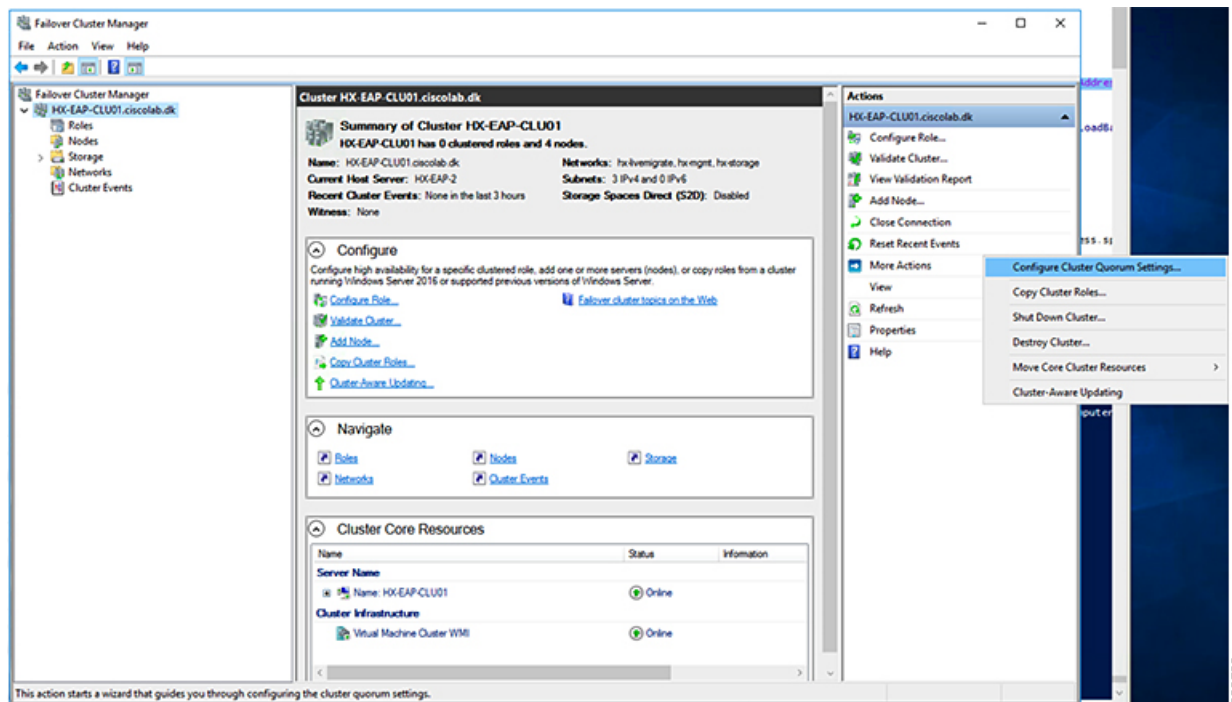 Failover Cluster Manager
File Action View Help
Failover Cluster Manager
HX-EAP-CLU01.ciscolab.dk
Roles
Nodes
Storage
Networks
Cluster Events
Cluster HX-EAP-CLU01.ciscolab.dk
Summary of Cluster HX-EAP-CLU01
HX-EAP-CLU01 has 0 clustered roles and 4 nodes.
Name: HX-EAP-CLU01.ciscolab.dk Networks: hx-livemigrate, hx-mgmt, hx-storage
Current Host Server: HX-EAP-2 Subnets: 3 IPv4 and 0 IPv6
Recent Cluster Events: None in the last 3 hours Storage Spaces Direct (S2D): Disabled
Witness: None
Configure
Configure high availability for a specific clustered role, add one or more servers (nodes), or copy roles from a cluster
running Windows Server 2016 or supported previous versions of Windows Server.
Configure Role... Failover cluster topics on the Web
Validate Cluster...
Add Node...
Copy Cluster Roles...
Cluster-Aware Updating...
Navigate
Roles Nodes Storage
Networks Cluster Events
Cluster Core Resources
Name Status Information
Server Name
Name: HX-EAP-CLU01 Online
Cluster Infrastructure
Virtual Machine Cluster WMI Online
Actions
HX-EAP-CLU01.ciscolab.dk
Configure Role...
Validate Cluster...
View Validation Report
Add Node...
Close Connection
Reset Recent Events
More Actions
View
Refresh
Properties
Help
Configure Cluster Quorum Settings...
Copy Cluster Roles...
Shut Down Cluster...
Destroy Cluster...
Move Core Cluster Resources
Cluster-Aware Updating
This action starts a wizard that guides you through configuring the cluster quorum settings.